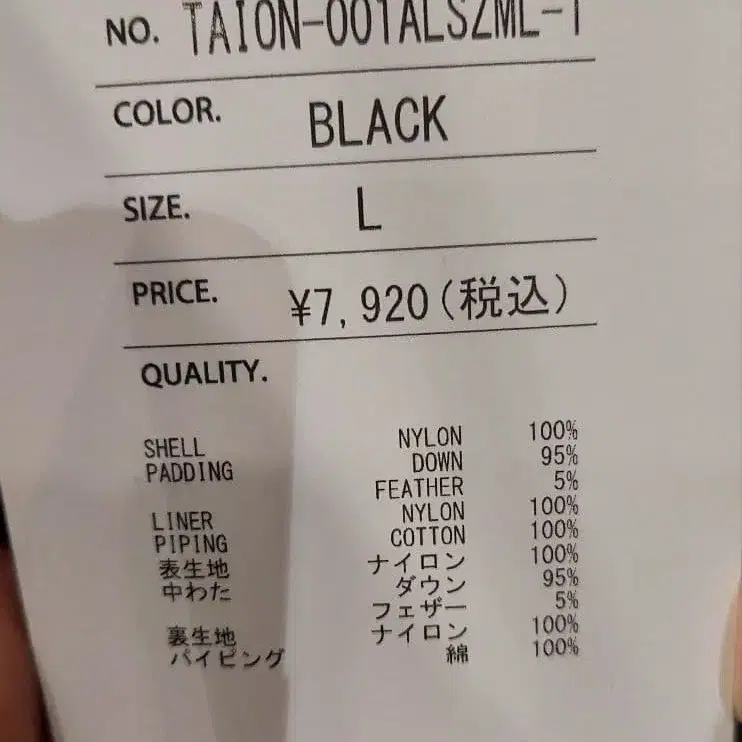 NO. TAION-001ALSZML-1
COLOR. BLACK
SIZE. L
PRICE. ¥7,920(税込)
QUALITY.
SHELL NYLON 100%
PADDING DOWN 95%
FEATHER 5%
LINER NYLON 100%
PIPING COTTON 100%
表生地 ナイロン 100%
中わた ダウン 95%
フェザー 5%
裏生地 ナイロン 100%
パイピング 綿 100%